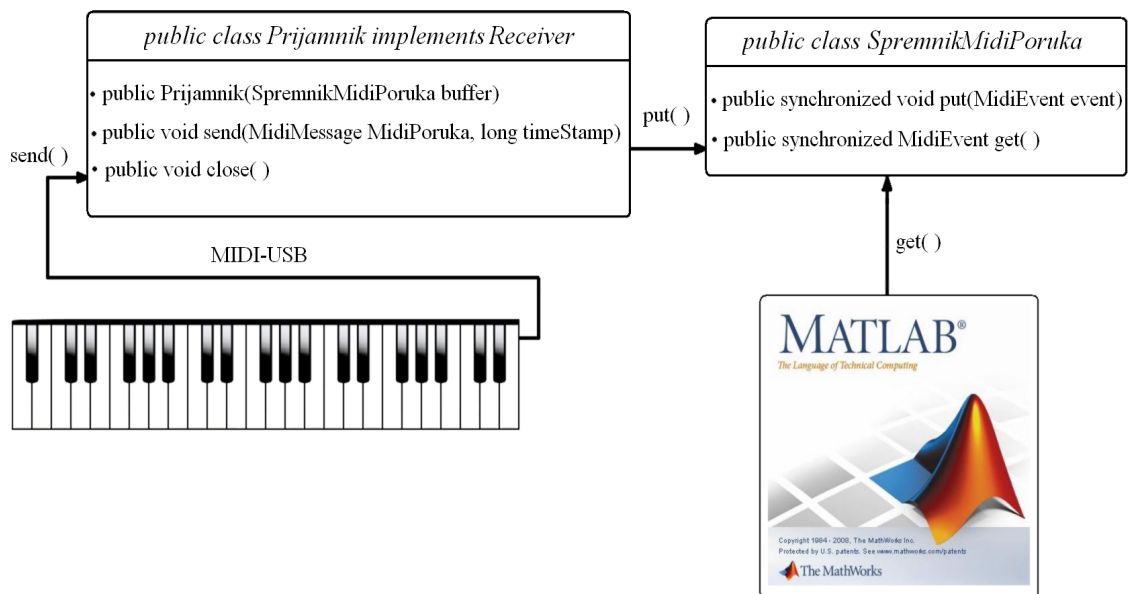 public class Prijamnik implements Receiver
• public Prijamnik(SpremnikMidiPoruka buffer)
• public void send(MidiMessage MidiPoruka, long timeStamp)
• public void close( )
public class SpremnikMidiPoruka
• public synchronized void put(MidiEvent event)
• public synchronized MidiEvent get( )
put( )
send( )
MIDI-USB
get( )
MATLAB®
The Language of Technical Computing
Copyright 1984 - 2008, The MathWorks Inc.
Protected by U.S. patents. See www.mathworks.com/patents
The MathWorks